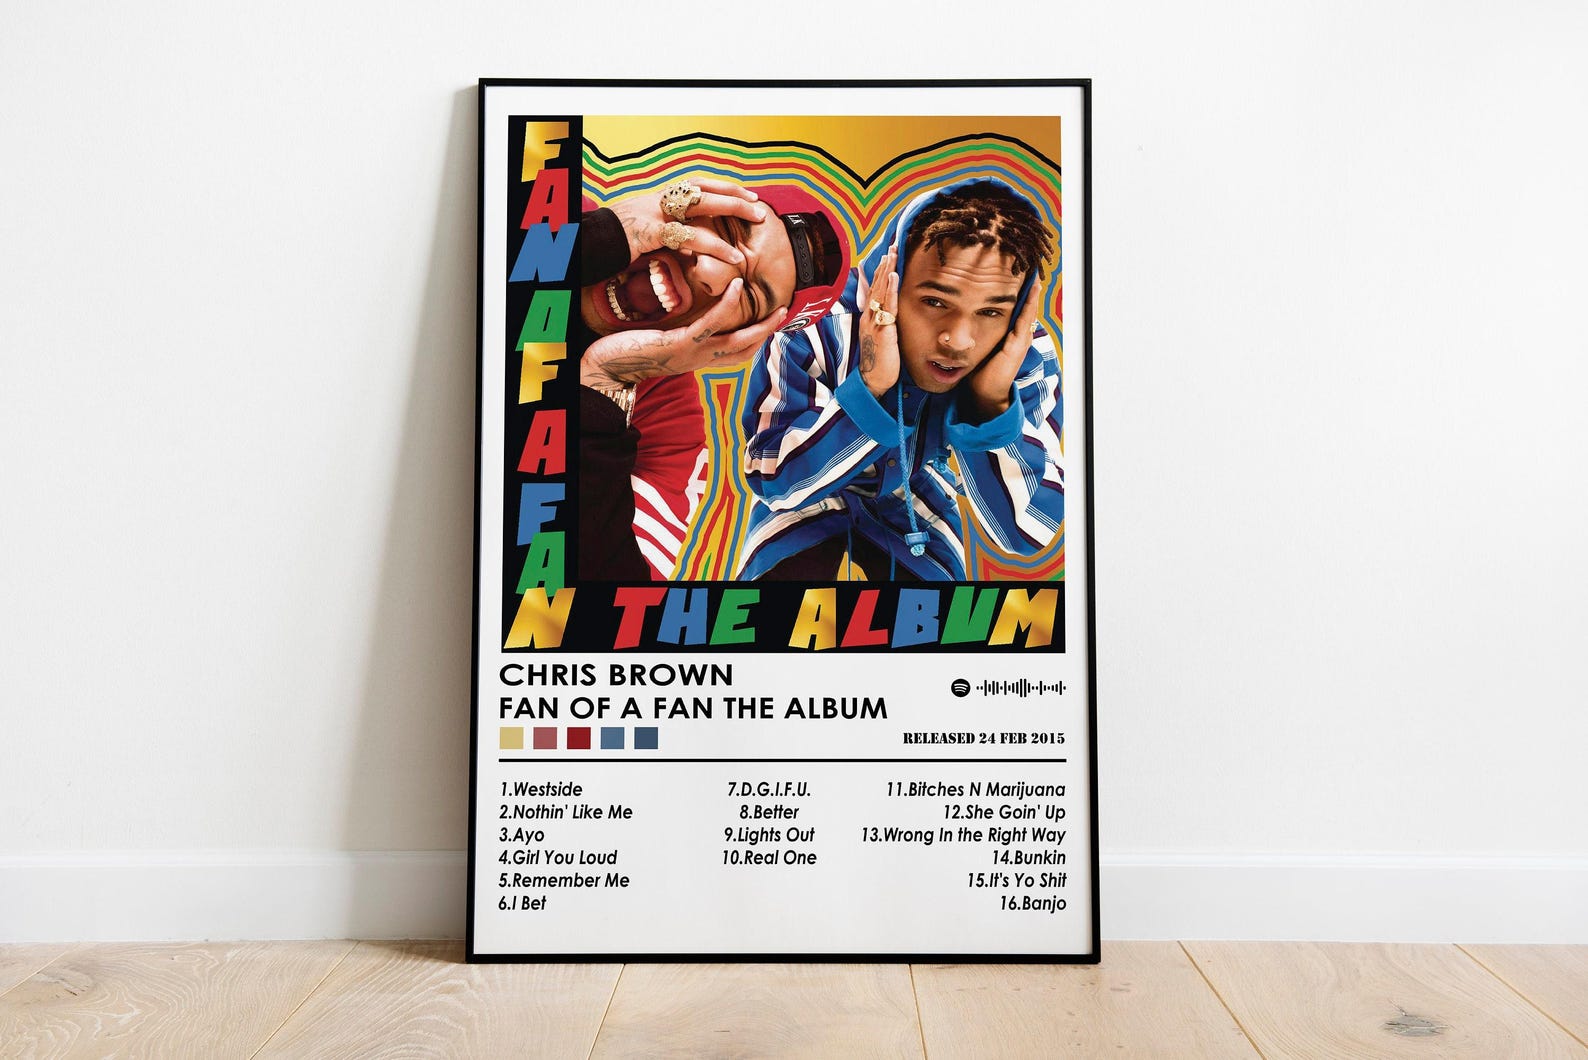 FAN OF A FAN THE ALBUM
CHRIS BROWN
FAN OF A FAN THE ALBUM
RELEASED 24 FEB 2015
1.Westside
2.Nothin' Like Me
3.Ayo
4.Girl You Loud
5.Remember Me
6.I Bet
7.D.G.I.F.U.
8.Better
9.Lights Out
10.Real One
11.Bitches N Marijuana
12.She Goin' Up
13.Wrong In the Right Way
14.Bunkin
15.It's Yo Shit
16.Banjo